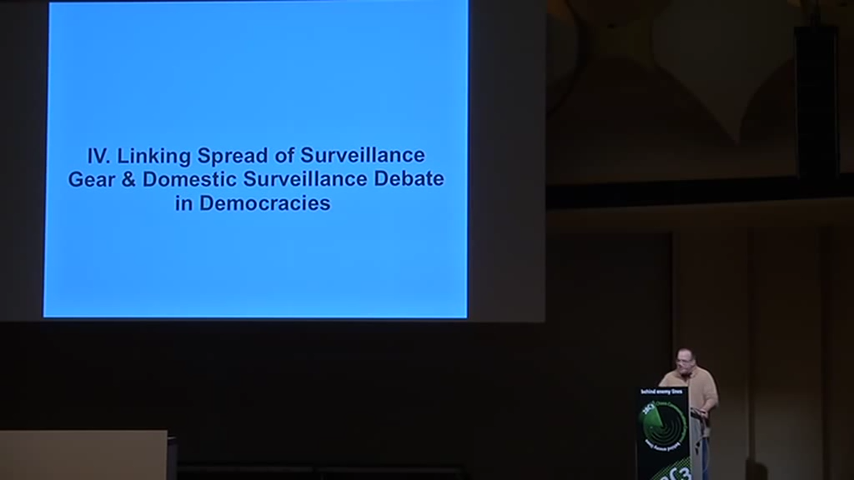 IV. Linking Spread of Surveillance
Gear & Domestic Surveillance Debate
in Democracies
behind enemy lines